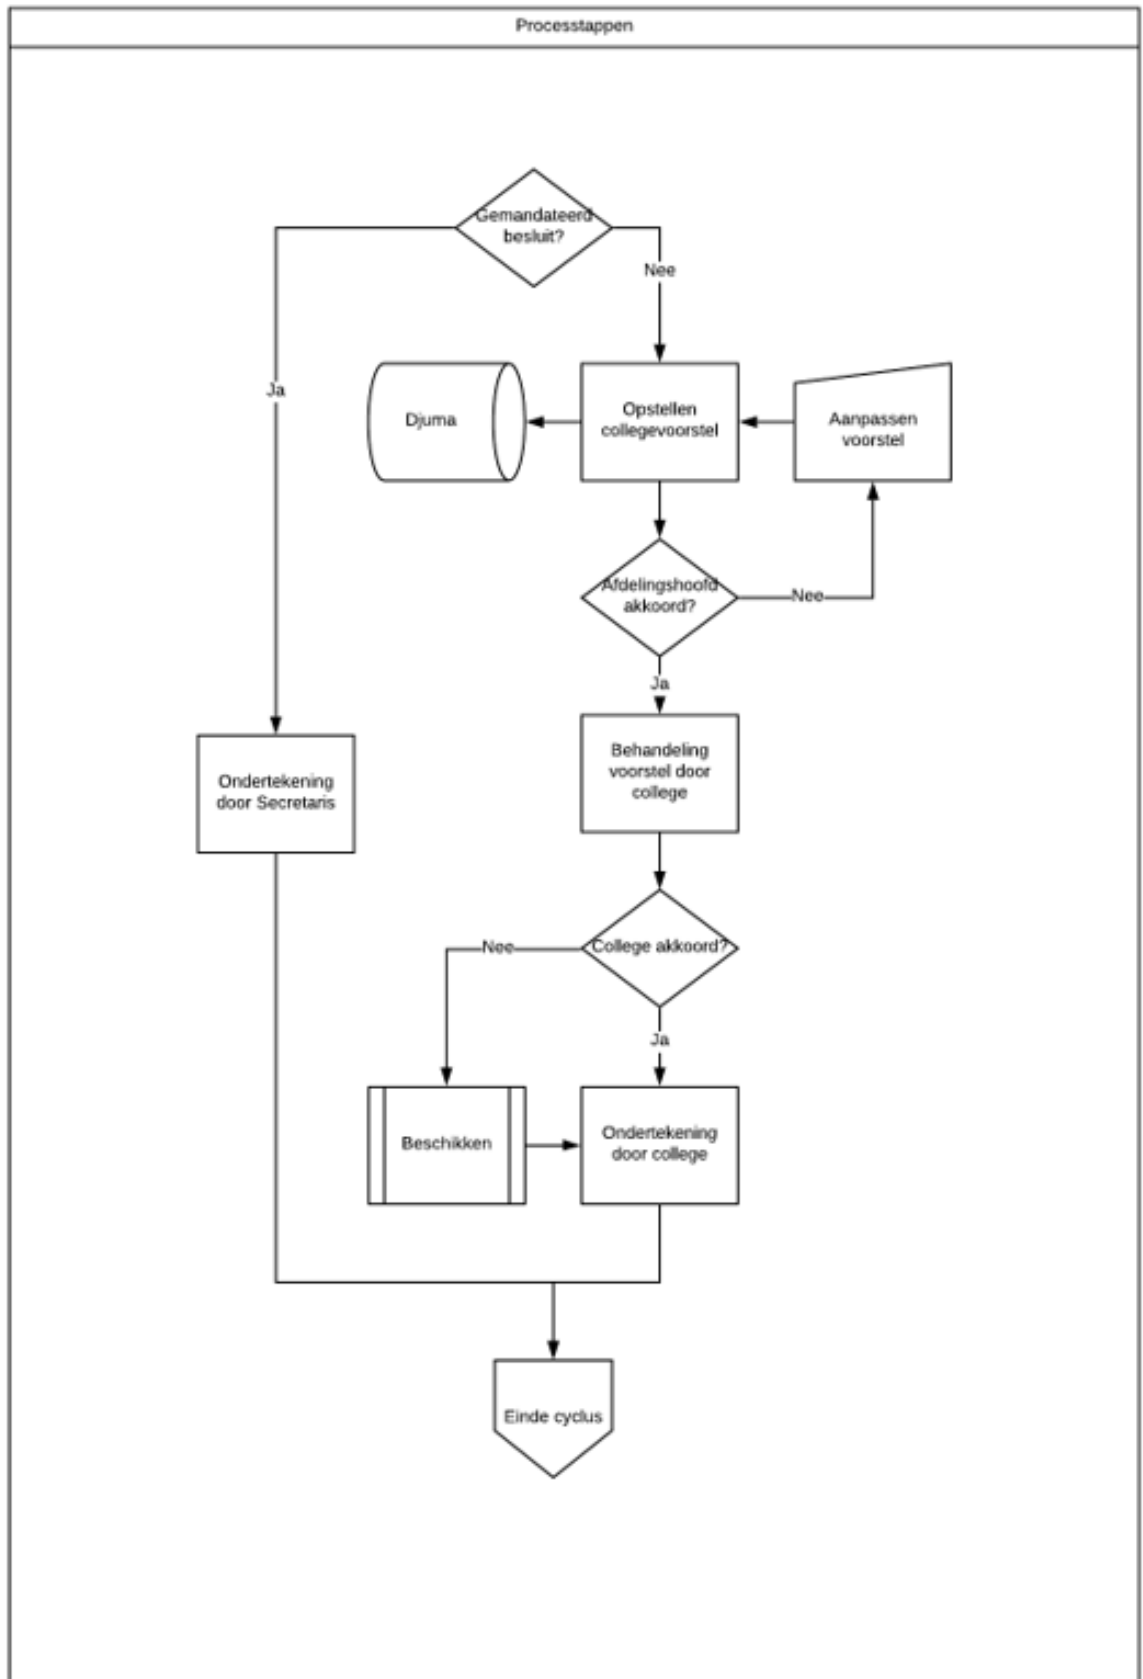 Processtappen
Gemandateerd
besluit?
Nee
Ja
Djuma
Opstellen
collegevoorstel
Aanpassen
voorstel
Afdelingshoofd
akkoord?
Nee
Ja
Ondertekening
door Secretaris
Behandeling
voorstel door
college
Nee
College akkoord?
Ja
Beschikken
Ondertekening
door college
Einde cyclus